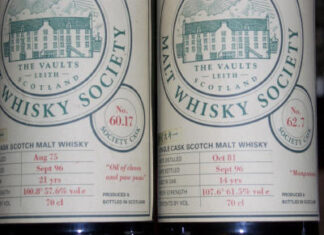 THE VAULTS
LEITH
SCOTLAND
WHISKY SOCIETY
No.
60.17
SOCIETY CASK
CASK SCOTCH MALT WHISKY
Aug 75
Sept 96
21 yrs
100.8° 57.6% vol
70 cl
"Oil of cloves
and paw paw"
PRODUCED &
BOTTLED IN SCOTLAND
THE VAULTS
LEITH
SCOTLAND
MALT WHISKY SOCIETY
No.
62.7
SOCIETY CASK
SINGLE CASK SCOTCH MALT WHISKY
Oct 81
Sept 96
14 yrs
107.6° 61.5% vol
70 cl
PRODUCED &
BOTTLED IN SCOTLAND